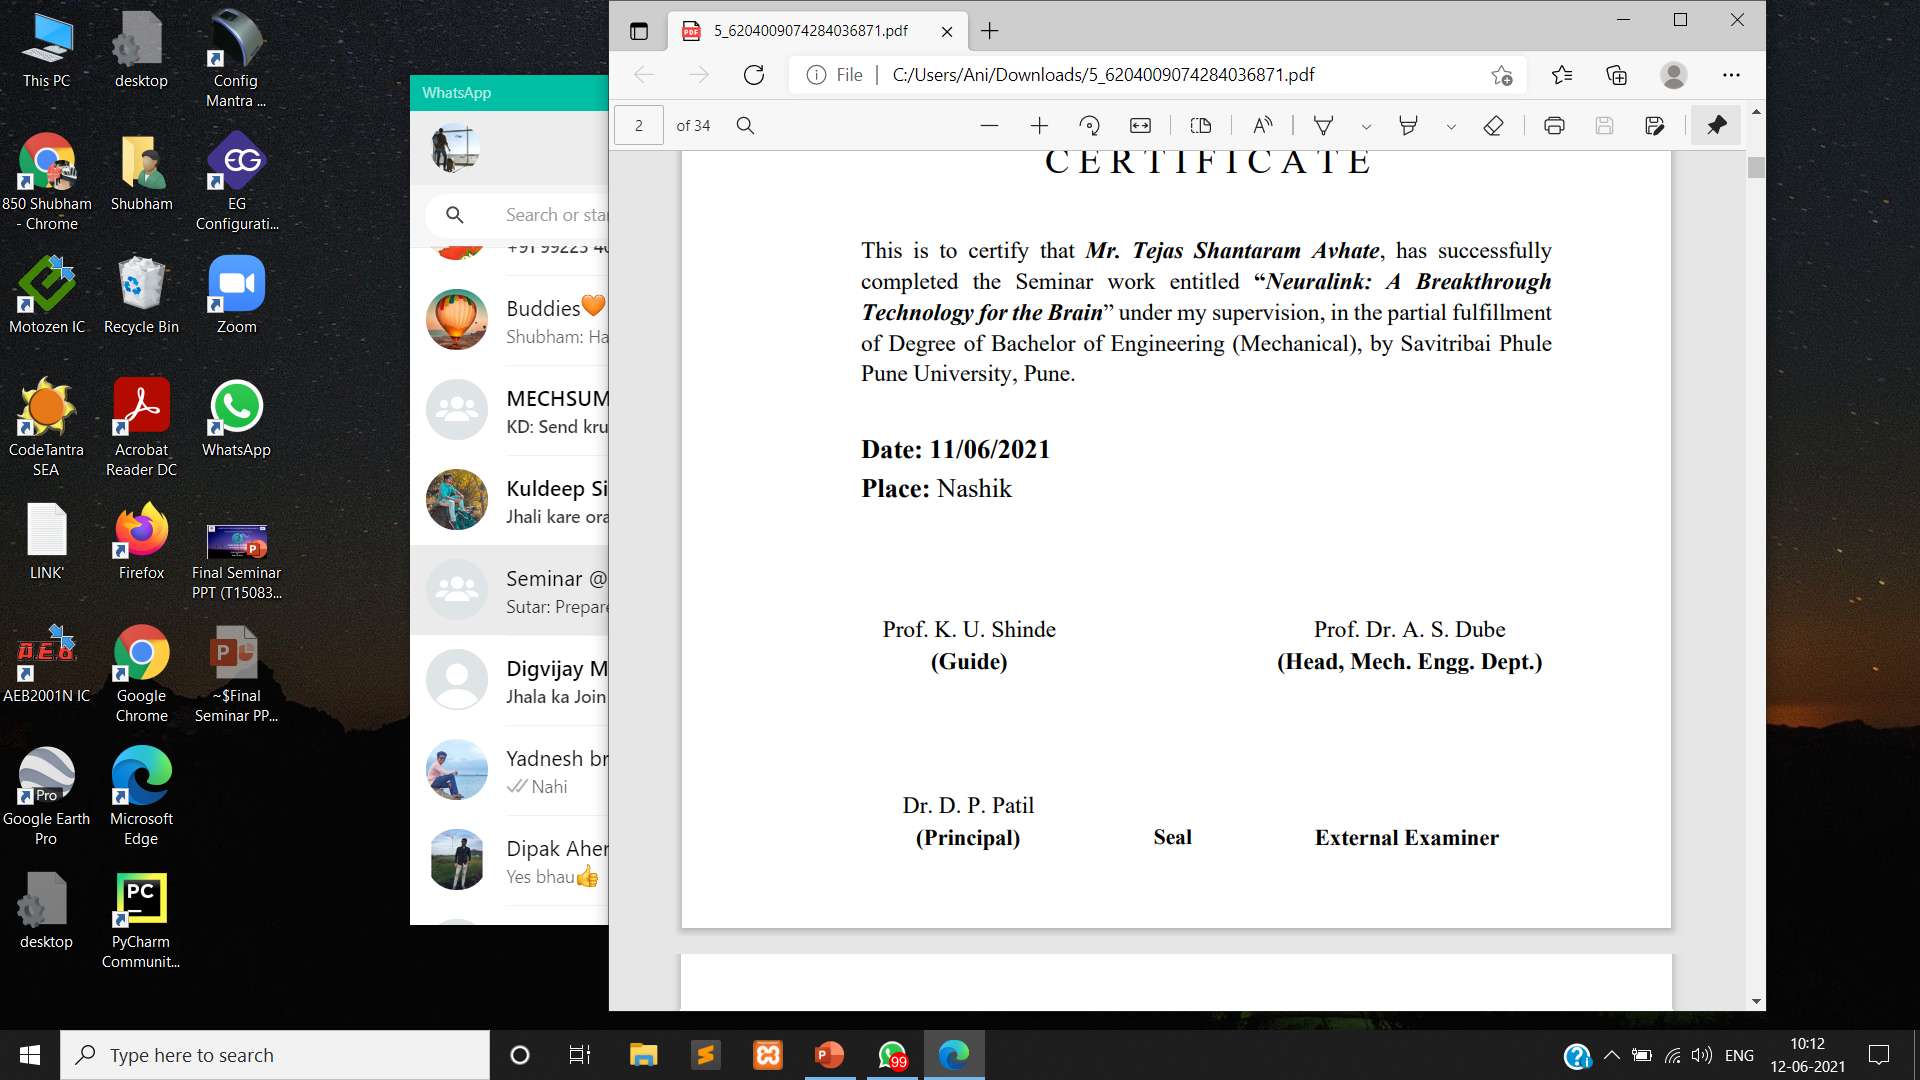 This PC
desktop
Config
Mantra ...
850 Shubham
- Chrome
Shubham
EG
EG
Configurati...
Motozen IC
Recycle Bin
Zoom
CodeTantra
SEA
Acrobat
Reader DC
WhatsApp
LINK'
Firefox
Final Seminar
PPT (T15083...
AEB2001N IC
Google
Chrome
~$Final
Seminar PP...
Pro
Google Earth
Pro
Microsoft
Edge
desktop
PC
PyCharm
Communit...
WhatsApp
Search or star
Buddies🧡
Shubham: Ha
MECHSUM
KD: Send kru
Kuldeep Si
Jhali kare ora
Seminar @
Sutar: Prepare
Digvijay M
Jhala ka Join
Yadnesh br
Nahi
Dipak Aher
Yes bhau👍
PDF
5_6204009074284036871.pdf
File
C:/Users/Ani/Downloads/5_6204009074284036871.pdf
2 of 34
CERTIFICATE
This is to certify that Mr. Tejas Shantaram Avhate, has successfully
completed the Seminar work entitled “Neuralink: A Breakthrough
Technology for the Brain” under my supervision, in the partial fulfillment
of Degree of Bachelor of Engineering (Mechanical), by Savitribai Phule
Pune University, Pune.
Date: 11/06/2021
Place: Nashik
Prof. K. U. Shinde
(Guide)
Prof. Dr. A. S. Dube
(Head, Mech. Engg. Dept.)
Dr. D. P. Patil
(Principal)
Seal
External Examiner
Type here to search
99
ENG
10:12
12-06-2021